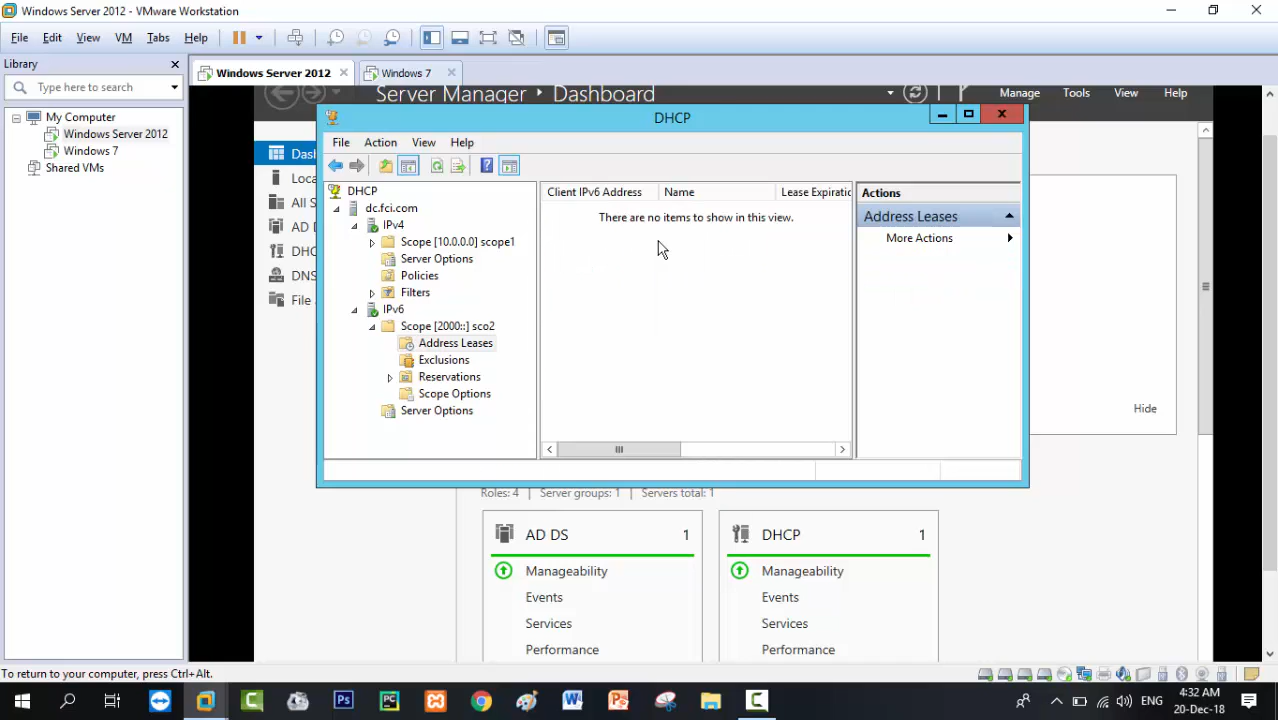 Windows Server 2012 - VMware Workstation
File Edit View VM Tabs Help
Library
Type here to search
My Computer
Windows Server 2012
Windows 7
Shared VMs
Windows Server 2012
Windows 7
Server Manager Dashboard
Manage Tools View Help
Dash
Loca
All S
AD D
DHC
DNS
File
DHCP
File Action View Help
DHCP
dc.fci.com
IPv4
Scope [10.0.0.0] scope1
Server Options
Policies
Filters
IPv6
Scope [2000::] sco2
Address Leases
Exclusions
Reservations
Scope Options
Server Options
Client IPv6 Address Name Lease Expiratic
There are no items to show in this view.
Actions
Address Leases
More Actions
Hide
Roles: 4 | Server groups: 1 | Servers total: 1
AD DS 1
Manageability
Events
Services
Performance
DHCP 1
Manageability
Events
Services
Performance
To return to your computer, press Ctrl+Alt.
ENG
4:32 AM
20-Dec-18